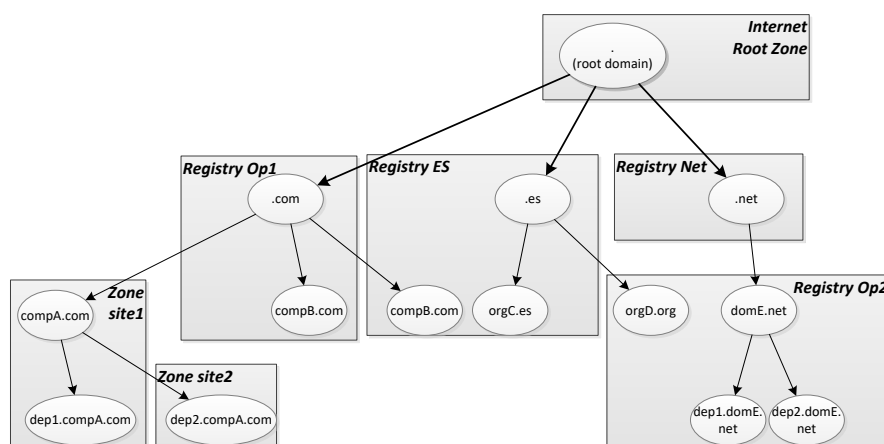 Internet
Root Zone
.
(root domain)
Registry Op1
Registry ES
Registry Net
.com
.es
.net
Zone
site1
Registry Op2
compA.com
compB.com
compB.com
orgC.es
orgD.org
domE.net
Zone site2
dep1.compA.com
dep2.compA.com
dep1.domE.
net
dep2.domE.
net